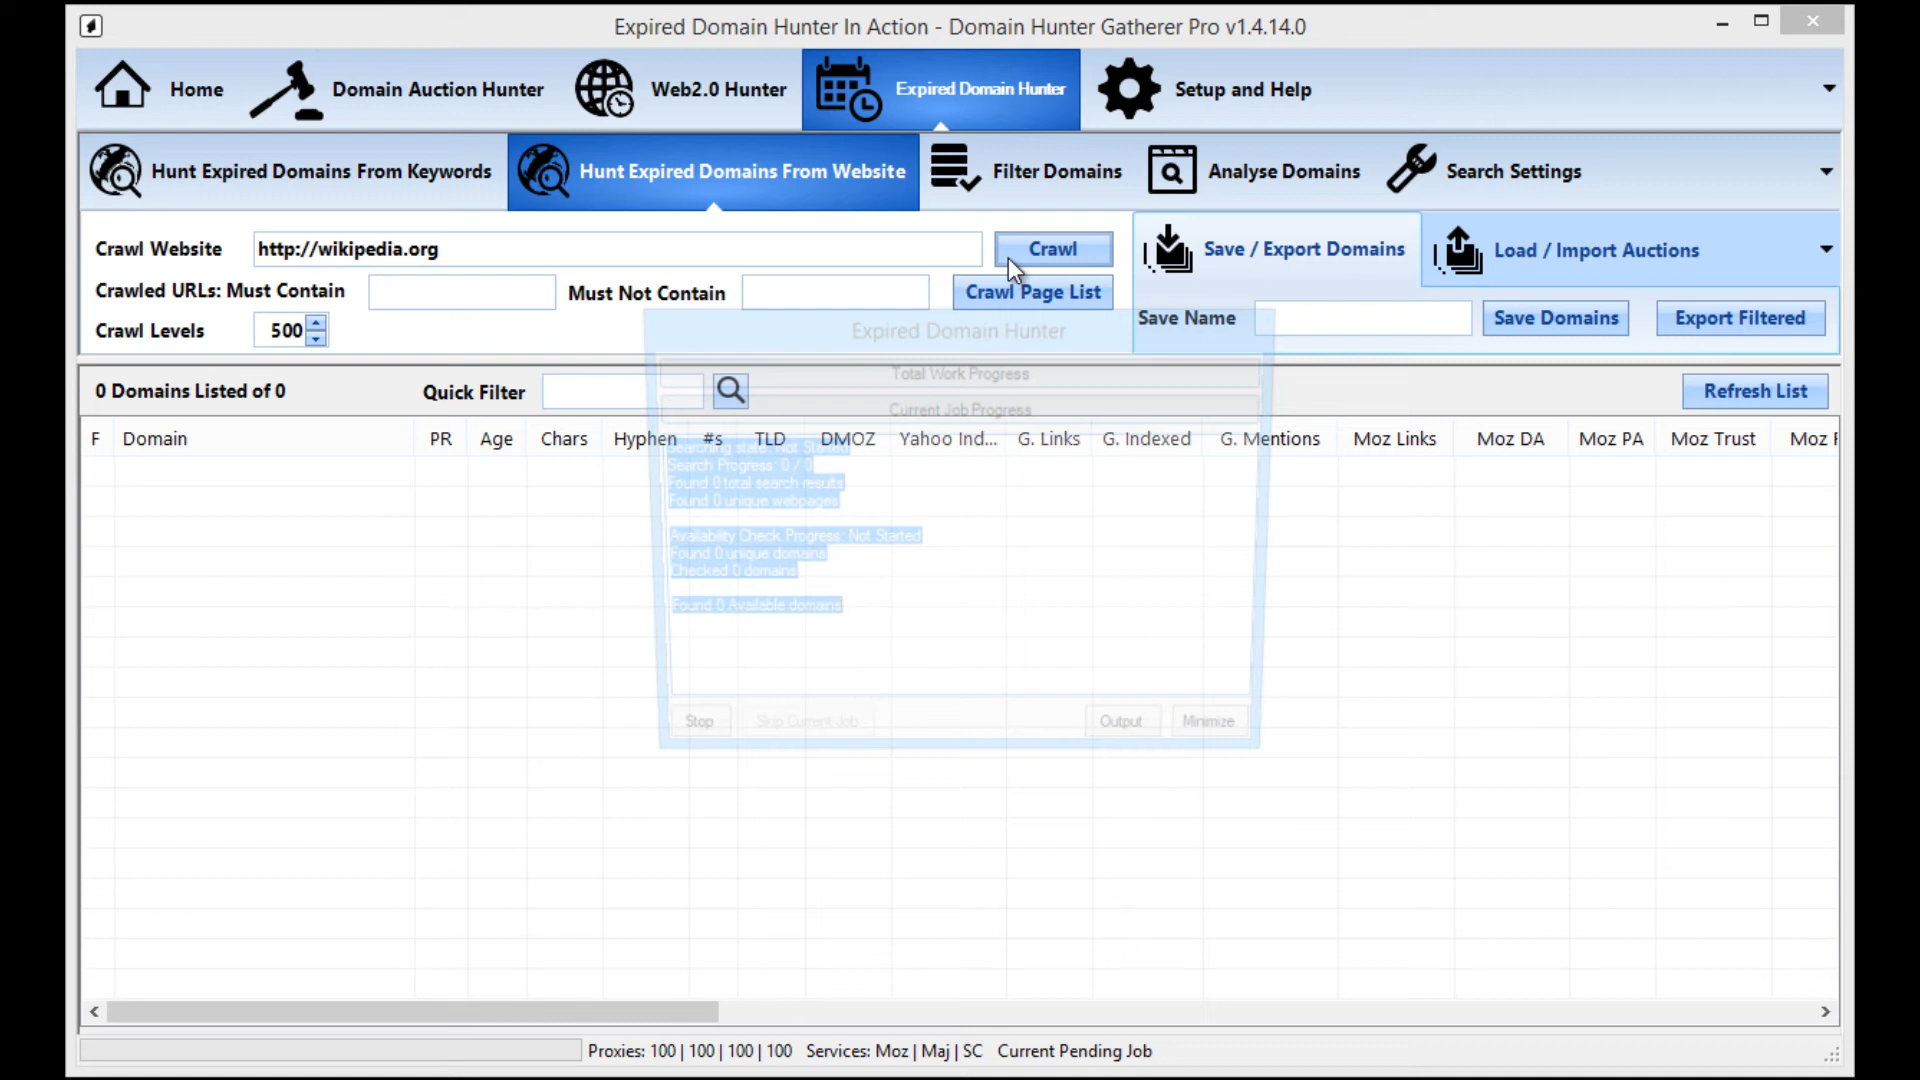 Expired Domain Hunter In Action - Domain Hunter Gatherer Pro v1.4.14.0
Home
Domain Auction Hunter
Web2.0 Hunter
Expired Domain Hunter
Setup and Help
Hunt Expired Domains From Keywords
Hunt Expired Domains From Website
Filter Domains
Analyse Domains
Search Settings
Crawl Website
http://wikipedia.org
Crawl
Save / Export Domains
Load / Import Auctions
Crawled URLs: Must Contain
Must Not Contain
Crawl Page List
Crawl Levels
500
Save Name
Save Domains
Export Filtered
0 Domains Listed of 0
Quick Filter
Refresh List
F Domain PR Age Chars Hyphen #s TLD DMOZ Yahoo Ind... G. Links G. Indexed G. Mentions Moz Links Moz DA Moz PA Moz Trust Moz
Expired Domain Hunter
Total Work Progress
Current Job Progress
Searching state: Not Started
Search Progress: 0 / 0
Found 0 total search results
Found 0 unique webpages
Availability Check Progress: Not Started
Found 0 unique domains
Checked 0 domains
Found 0 Available domains
Stop
Skip Current Job
Output
Minimize
Proxies: 100 | 100 | 100 | 100 Services: Moz | Maj | SC Current Pending Job